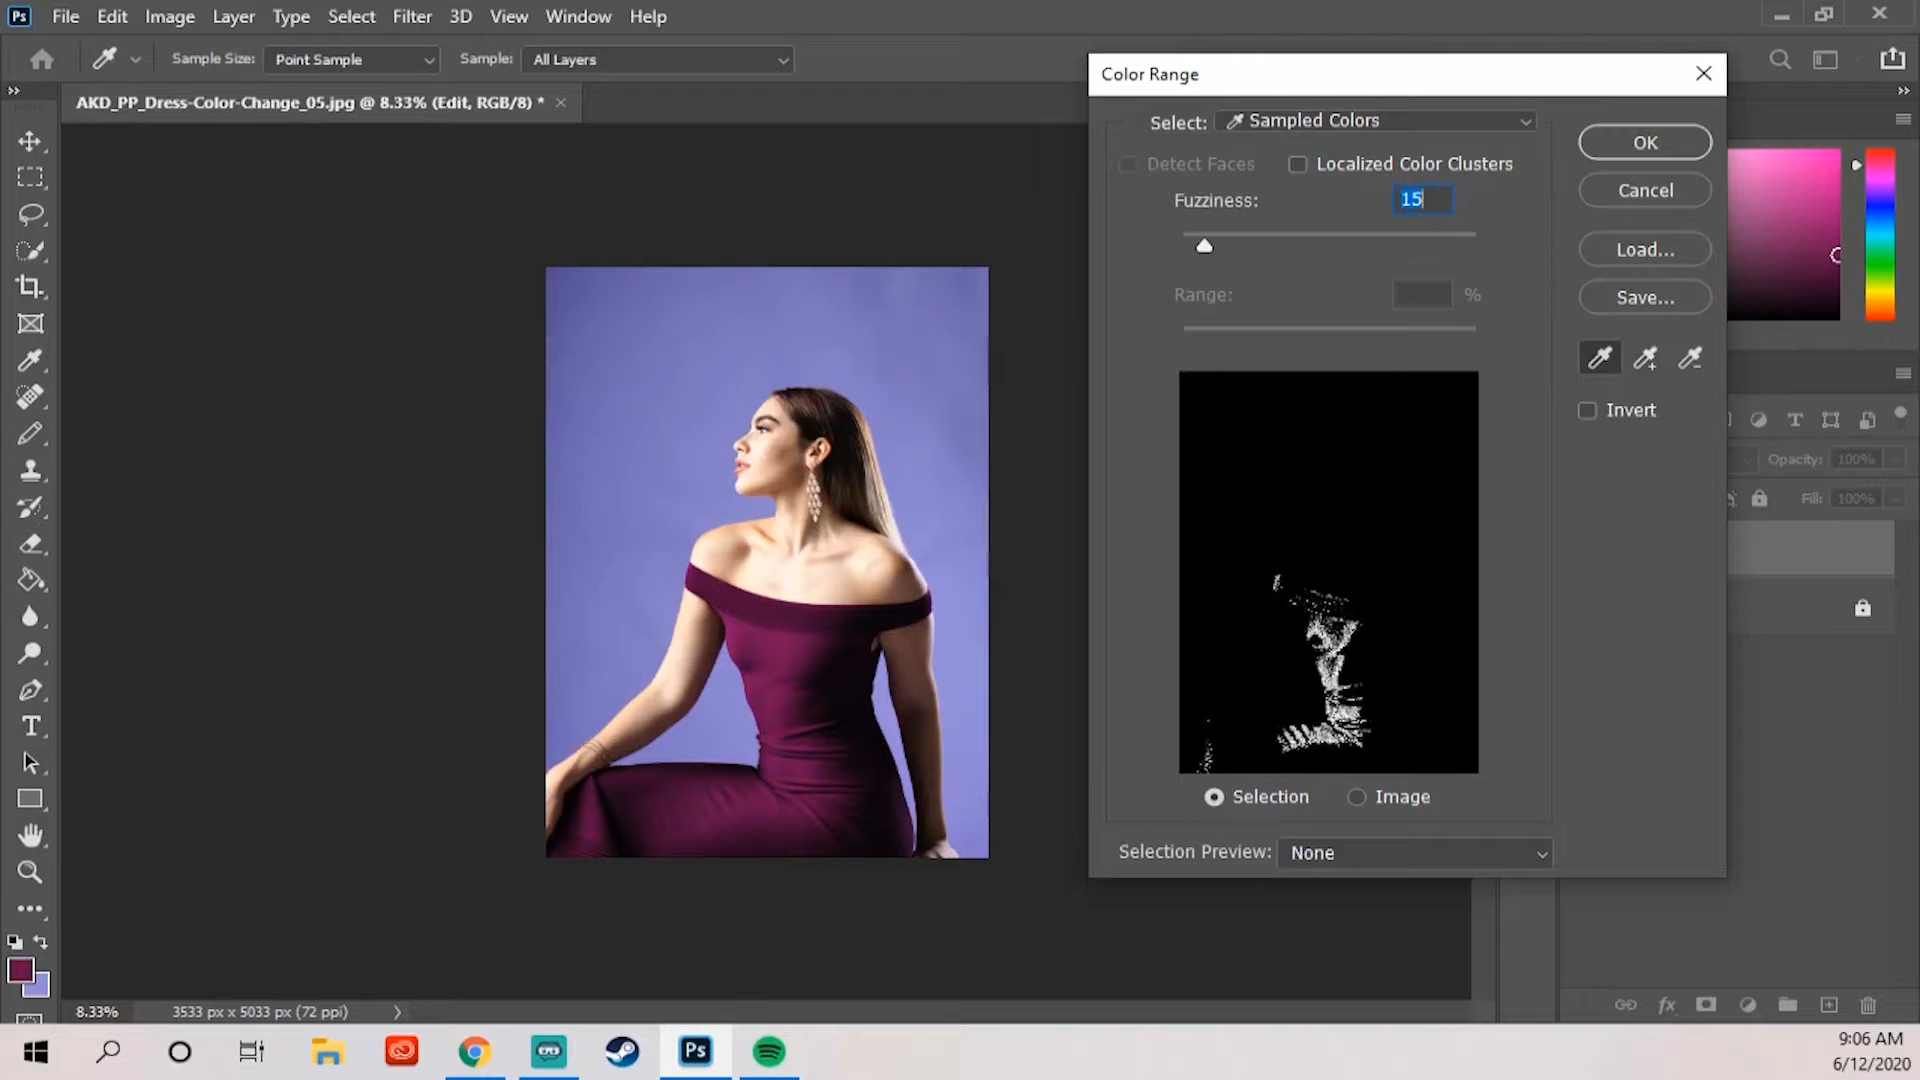 Ps File Edit Image Layer Type Select Filter 3D View Window Help
Sample Size: Point Sample Sample: All Layers
AKD_PP_Dress-Color-Change_05.jpg @ 8.33% (Edit, RGB/8) *
Color Range
Select: Sampled Colors
Detect Faces Localized Color Clusters
Fuzziness: 15
Range: %
Selection Image
Selection Preview: None
OK
Cancel
Load...
Save...
Invert
Opacity: 100%
Fill: 100%
8.33% 3533 px x 5033 px (72 ppi)
Ps
9:06 AM
6/12/2020